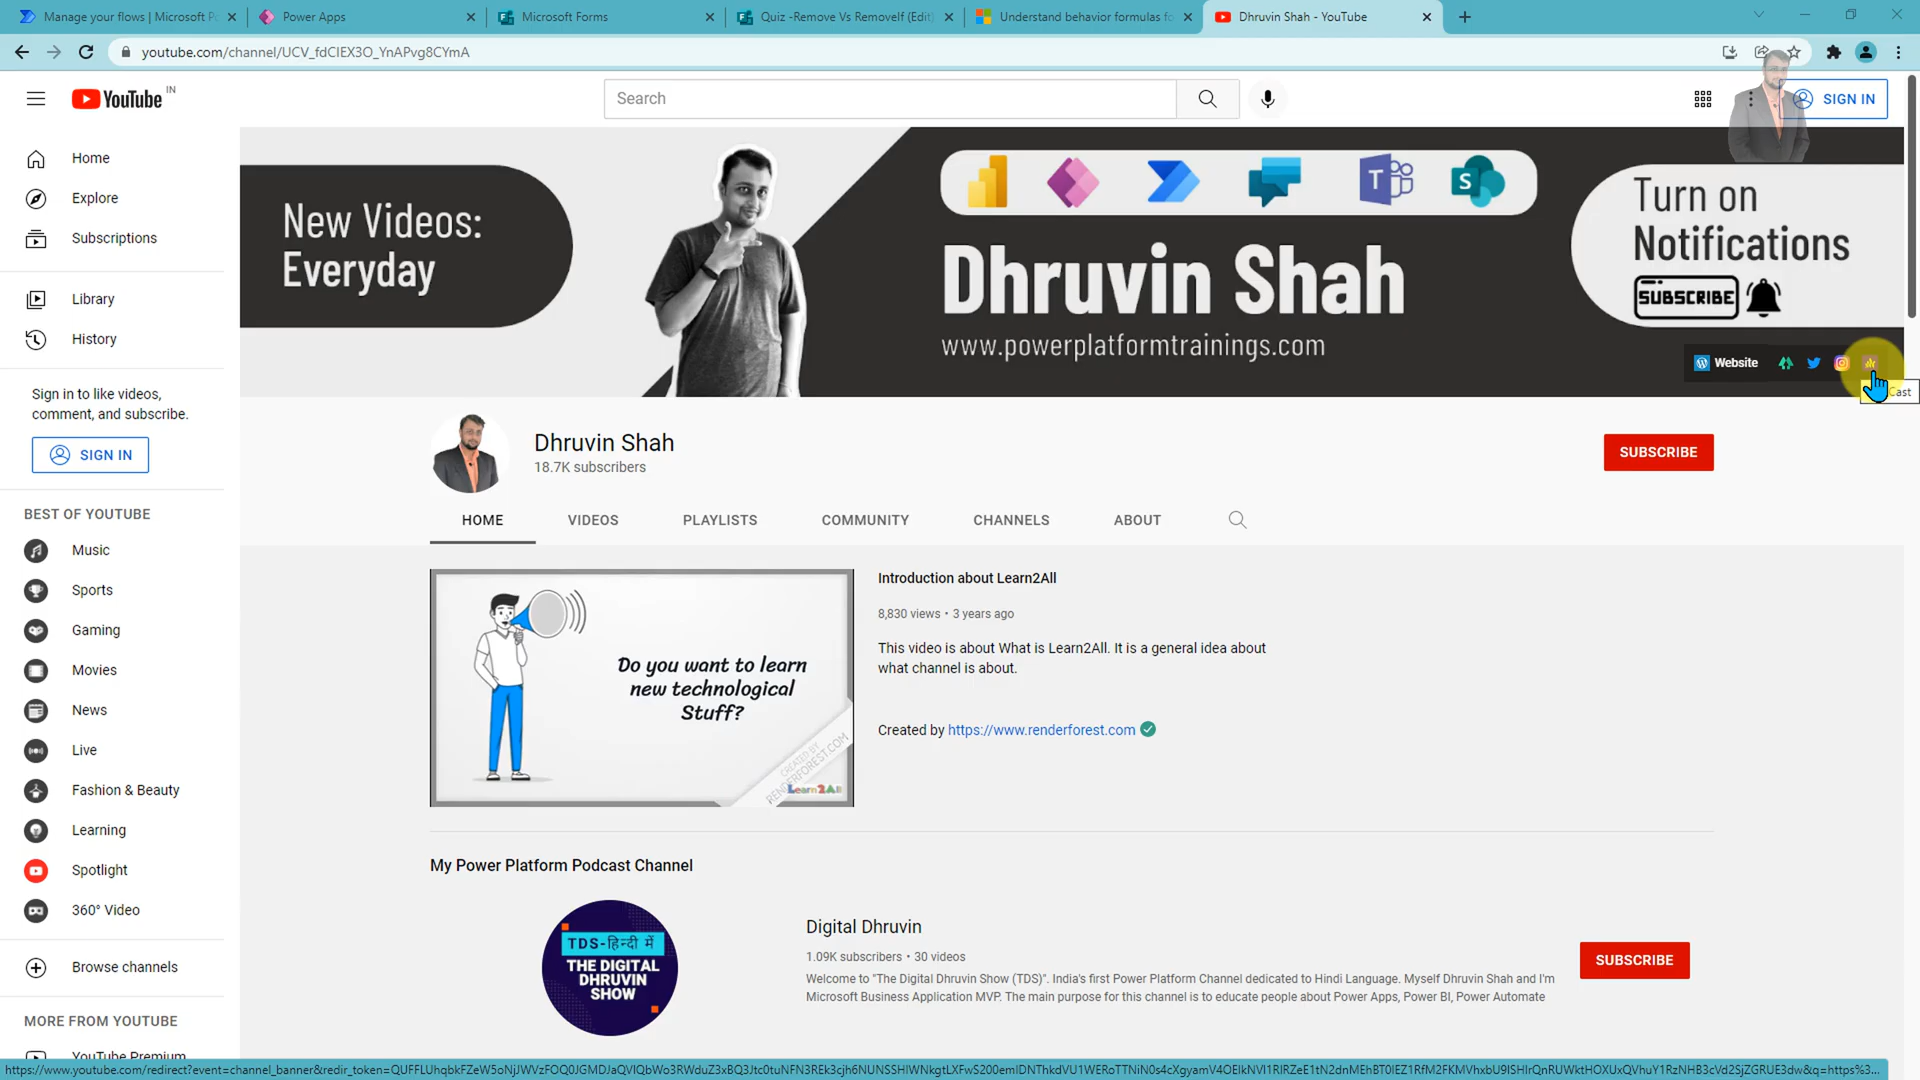 Manage your flows | Microsoft Po
Power Apps
Microsoft Forms
Quiz -Remove Vs RemoveIf (Edit)
Understand behavior formulas fo
Dhruvin Shah - YouTube
youtube.com/channel/UCV_fdCIEX3O_YnAPvg8CYmA
YouTube IN
Search
SIGN IN
Home
Explore
Subscriptions
Library
History
Sign in to like videos,
comment, and subscribe.
SIGN IN
BEST OF YOUTUBE
Music
Sports
Gaming
Movies
News
Live
Fashion & Beauty
Learning
Spotlight
360° Video
Browse channels
MORE FROM YOUTUBE
YouTube Premium
New Videos:
Everyday
Dhruvin Shah
www.powerplatformtrainings.com
Turn on
Notifications
SUBSCRIBE
Website
Cast
Dhruvin Shah
18.7K subscribers
SUBSCRIBE
HOME
VIDEOS
PLAYLISTS
COMMUNITY
CHANNELS
ABOUT
Do you want to learn
new technological
Stuff?
CREATED BY
RENDERFOREST.COM
Learn2All
Introduction about Learn2All
8,830 views • 3 years ago
This video is about What is Learn2All. It is a general idea about
what channel is about.
Created by https://www.renderforest.com
My Power Platform Podcast Channel
TDS-हिन्दी में
THE DIGITAL
DHRUVIN
SHOW
Digital Dhruvin
1.09K subscribers • 30 videos
Welcome to "The Digital Dhruvin Show (TDS)". India's first Power Platform Channel dedicated to Hindi Language. Myself Dhruvin Shah and I'm
Microsoft Business Application MVP. The main purpose for this channel is to educate people about Power Apps, Power BI, Power Automate
SUBSCRIBE